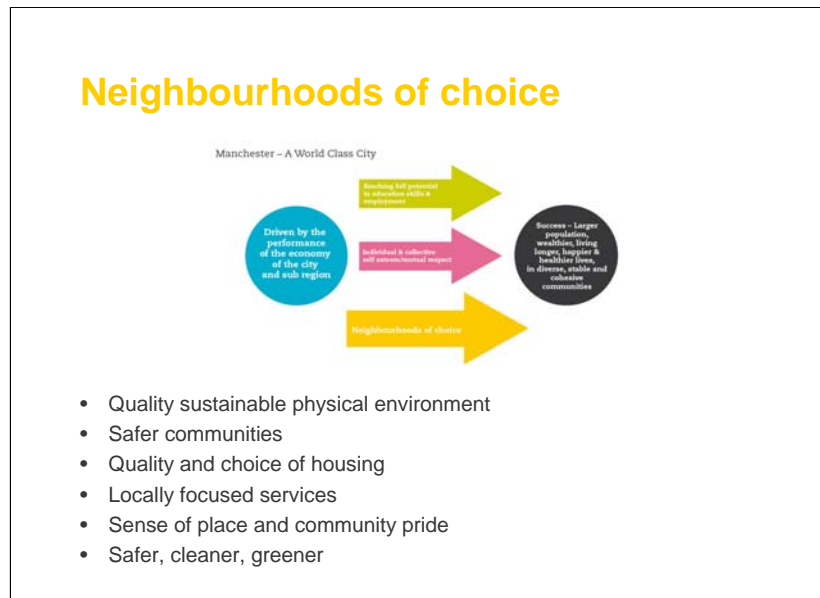 Neighbourhoods of choice
Manchester – A World Class City
Reaching full potential
in education skills &
employment
Driven by the
performance
of the economy
of the city
and sub region
Individual & collective
self esteem/mutual respect
Success – Larger
population,
wealthier, living
longer, happier &
healthier lives,
in diverse, stable and
cohesive
communities
Neighbourhoods of choice
• Quality sustainable physical environment
• Safer communities
• Quality and choice of housing
• Locally focused services
• Sense of place and community pride
• Safer, cleaner, greener